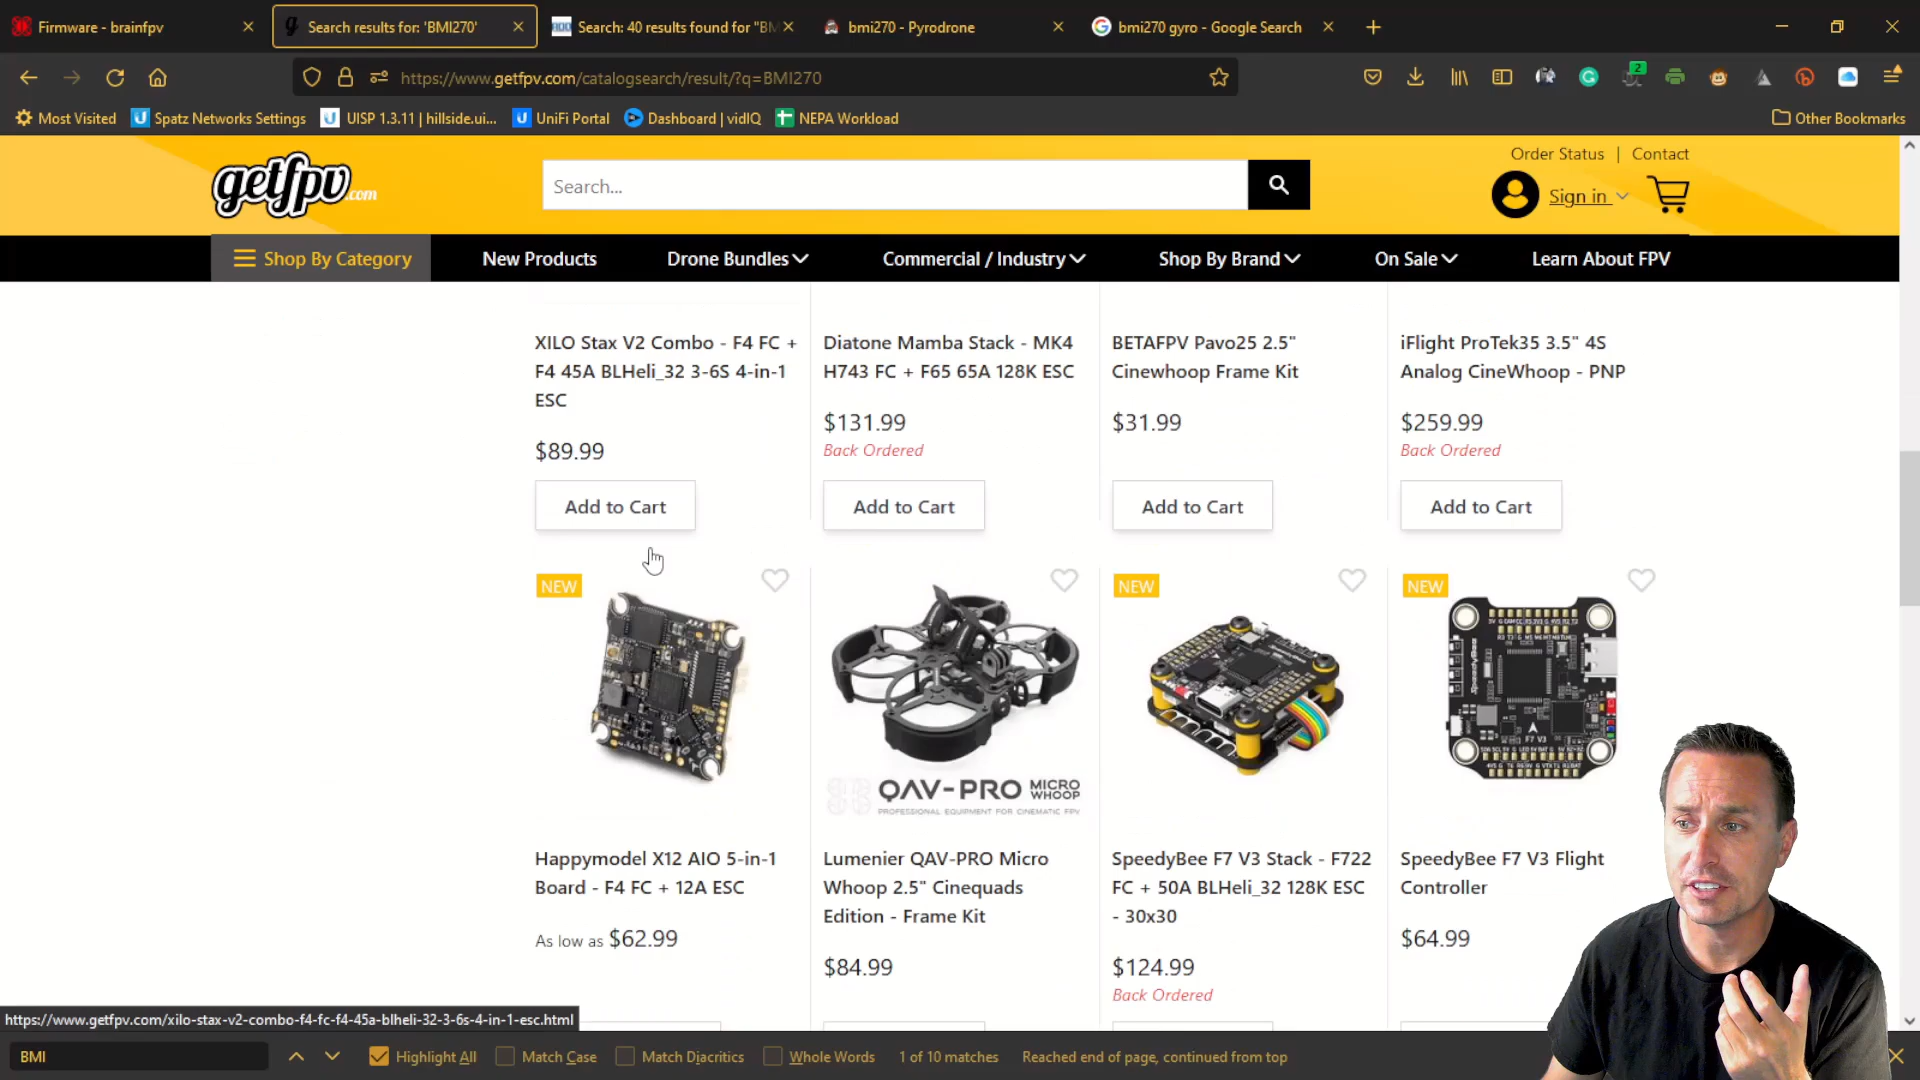 Firmware - brainfpv
Search results for: 'BMI270'
Search: 40 results found for "BM
bmi270 - Pyrodrone
bmi270 gyro - Google Search
https://www.getfpv.com/catalogsearch/result/?q=BMI270
2
Most Visited
Spatz Networks Settings
UISP 1.3.11 | hillside.ui...
UniFi Portal
Dashboard | vidIQ
NEPA Workload
Other Bookmarks
getfpv.com
Search...
Order Status | Contact
Sign in
Shop By Category
New Products
Drone Bundles
Commercial / Industry
Shop By Brand
On Sale
Learn About FPV
XILO Stax V2 Combo - F4 FC +
F4 45A BLHeli_32 3-6S 4-in-1
ESC
$89.99
Add to Cart
Diatone Mamba Stack - MK4
H743 FC + F65 65A 128K ESC
$131.99
Back Ordered
Add to Cart
BETAFPV Pavo25 2.5"
Cinewhoop Frame Kit
$31.99
Add to Cart
iFlight ProTek35 3.5" 4S
Analog CineWhoop - PNP
$259.99
Back Ordered
Add to Cart
NEW
Happymodel X12 AIO 5-in-1
Board - F4 FC + 12A ESC
As low as $62.99
QAV-PRO MICRO WHOOP
PROFESSIONAL EQUIPMENT FOR CINEMATIC FPV
Lumenier QAV-PRO Micro
Whoop 2.5" Cinequads
Edition - Frame Kit
$84.99
NEW
SpeedyBee F7 V3 Stack - F722
FC + 50A BLHeli_32 128K ESC
- 30x30
$124.99
Back Ordered
NEW
SpeedyBee
F7 V3
SpeedyBee F7 V3 Flight
Controller
$64.99
https://www.getfpv.com/xilo-stax-v2-combo-f4-fc-f4-45a-blheli-32-3-6s-4-in-1-esc.html
BMI
Highlight All
Match Case
Match Diacritics
Whole Words
1 of 10 matches
Reached end of page, continued from top